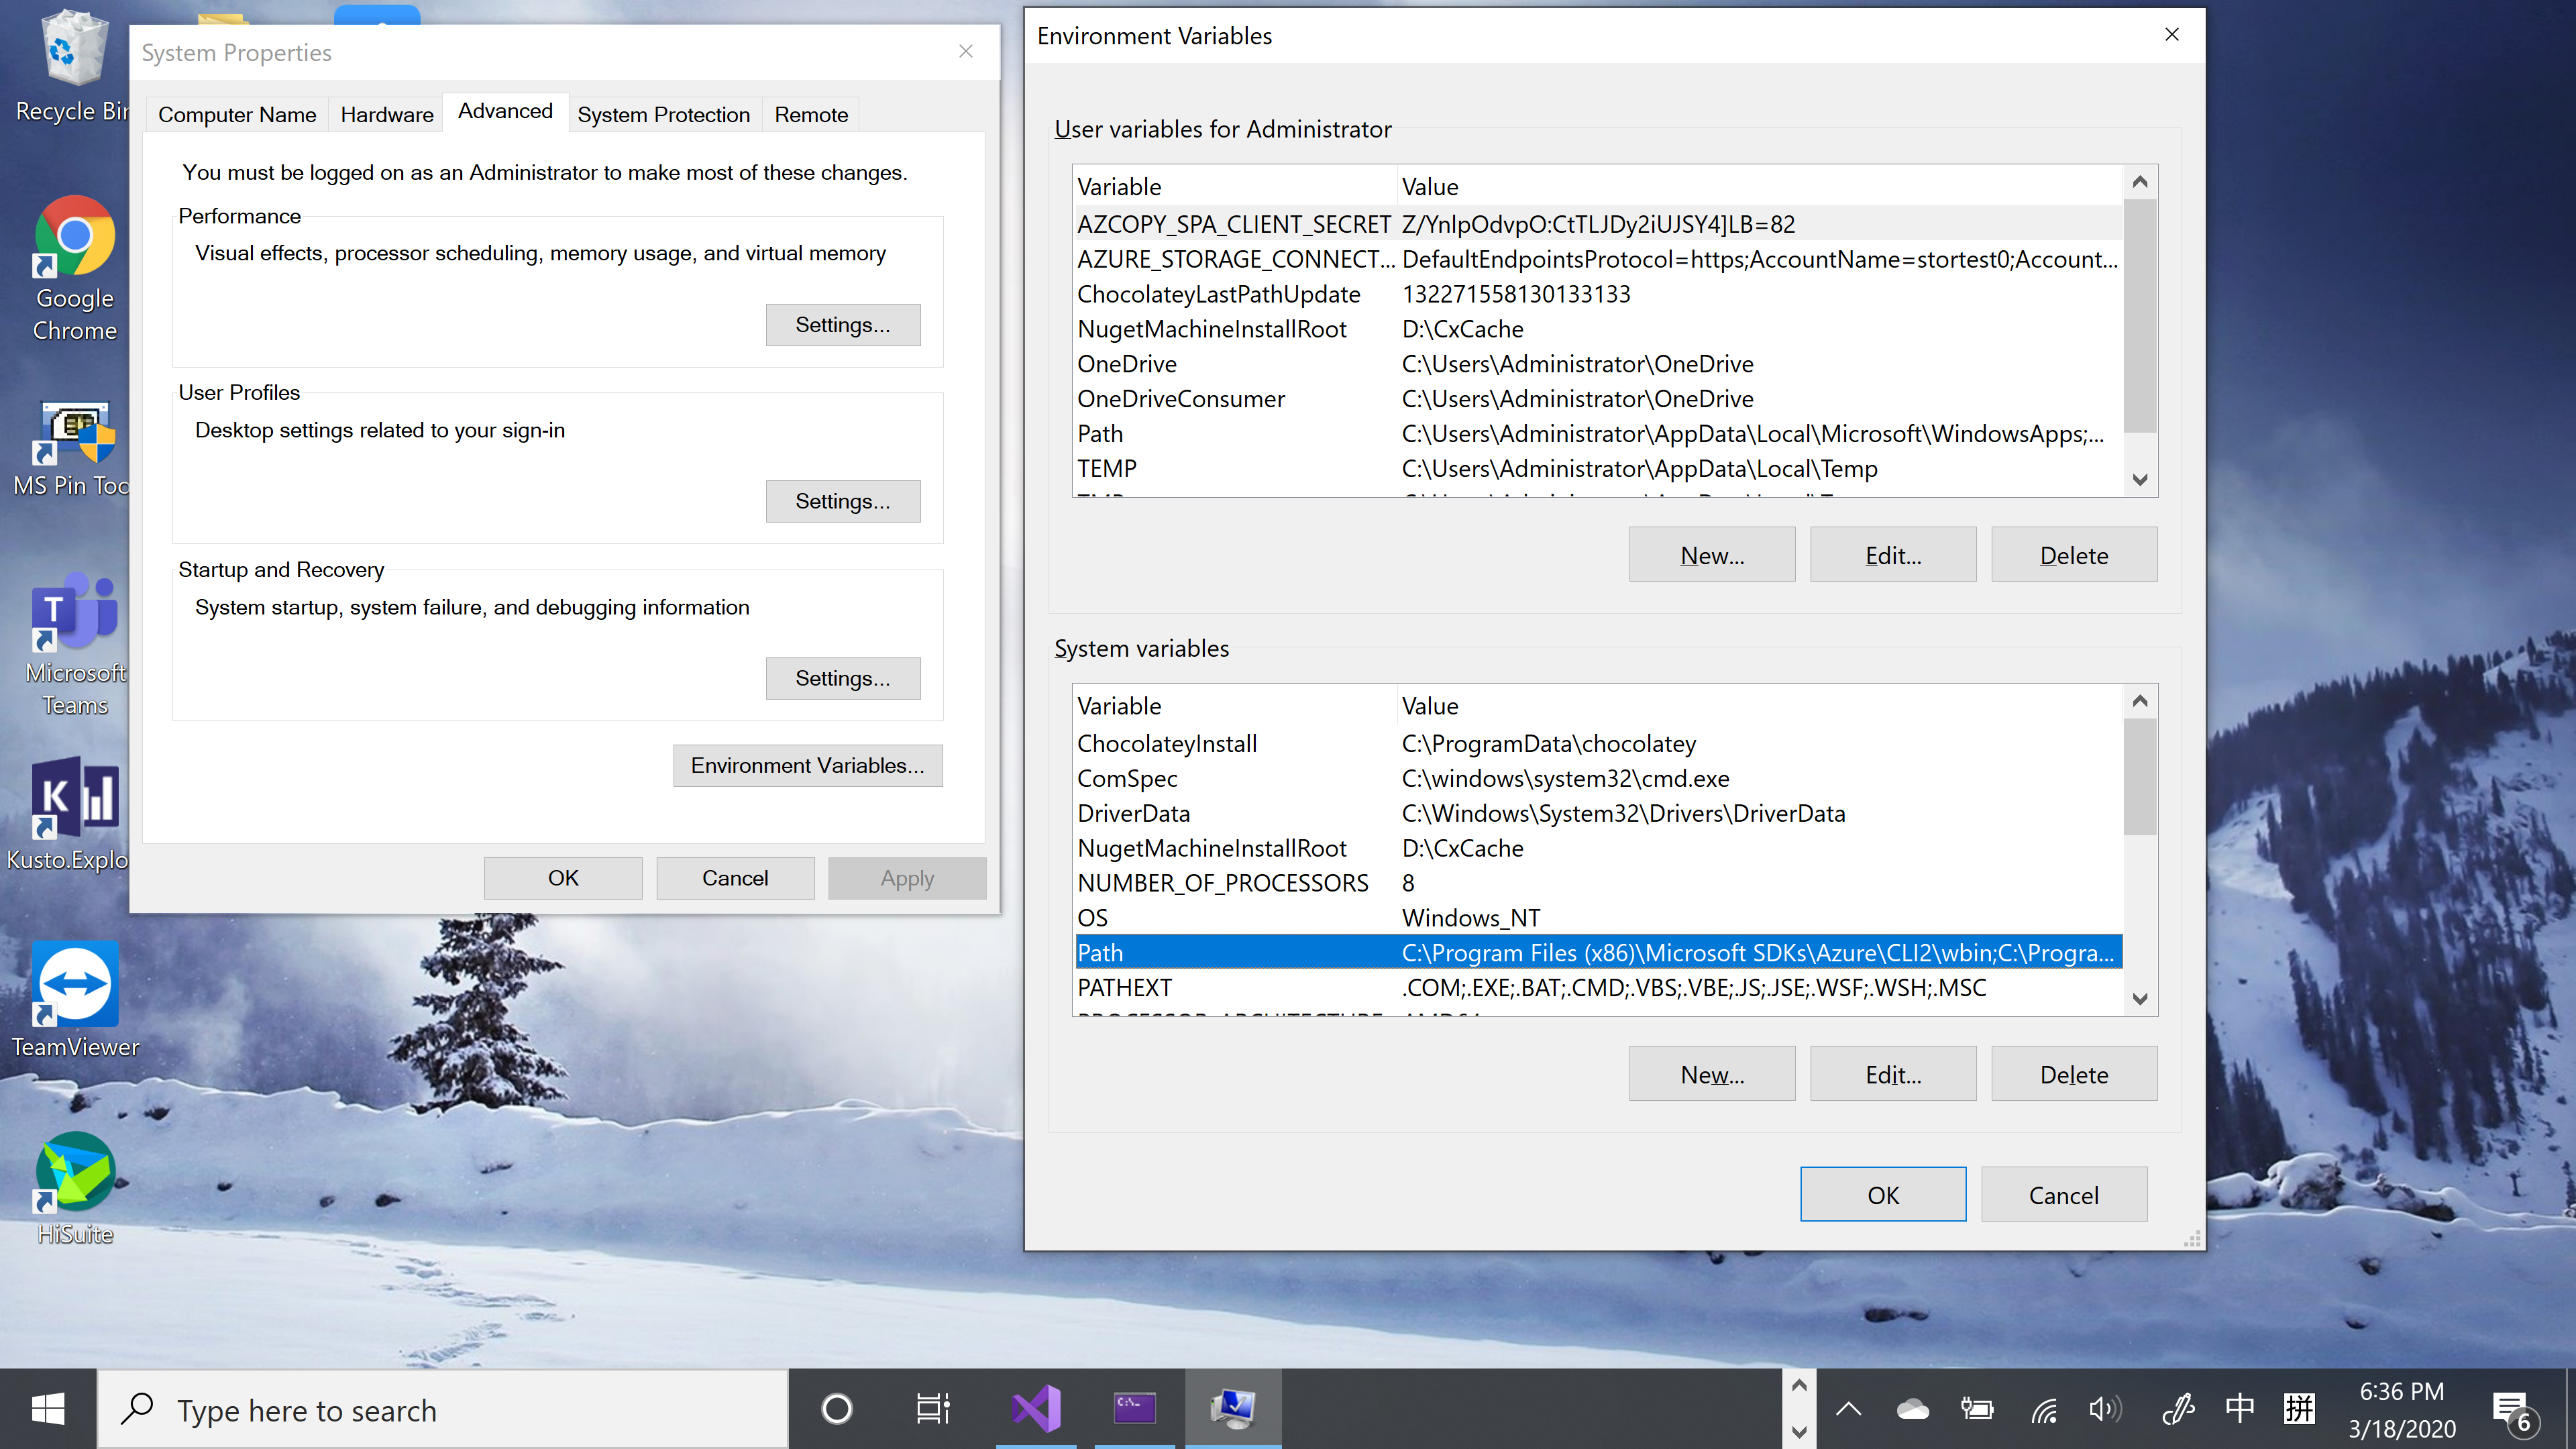 Recycle Bin
Google
Chrome
MS Pin Too
Microsoft
Teams
Kusto.Explo
TeamViewer
HiSuite
System Properties
Computer Name
Hardware
Advanced
System Protection
Remote
You must be logged on as an Administrator to make most of these changes.
Performance
Visual effects, processor scheduling, memory usage, and virtual memory
Settings...
User Profiles
Desktop settings related to your sign-in
Settings...
Startup and Recovery
System startup, system failure, and debugging information
Settings...
Environment Variables...
OK
Cancel
Apply
Environment Variables
User variables for Administrator
Variable Value
AZCOPY_SPA_CLIENT_SECRET Z/YnlpOdvpO:CtTLJDy2iUJSY4]LB=82
AZURE_STORAGE_CONNECT... DefaultEndpointsProtocol=https;AccountName=stortest0;Account...
ChocolateyLastPathUpdate 132271558130133133
NugetMachineInstallRoot D:\CxCache
OneDrive C:\Users\Administrator\OneDrive
OneDriveConsumer C:\Users\Administrator\OneDrive
Path C:\Users\Administrator\AppData\Local\Microsoft\WindowsApps;...
TEMP C:\Users\Administrator\AppData\Local\Temp
New...
Edit...
Delete
System variables
Variable Value
ChocolateyInstall C:\ProgramData\chocolatey
ComSpec C:\windows\system32\cmd.exe
DriverData C:\Windows\System32\Drivers\DriverData
NugetMachineInstallRoot D:\CxCache
NUMBER_OF_PROCESSORS 8
OS Windows_NT
Path C:\Program Files (x86)\Microsoft SDKs\Azure\CLI2\wbin;C:\Progra...
PATHEXT .COM;.EXE;.BAT;.CMD;.VBS;.VBE;.JS;.JSE;.WSF;.WSH;.MSC
New...
Edit...
Delete
OK
Cancel
Type here to search
中
拼
6:36 PM
3/18/2020
6